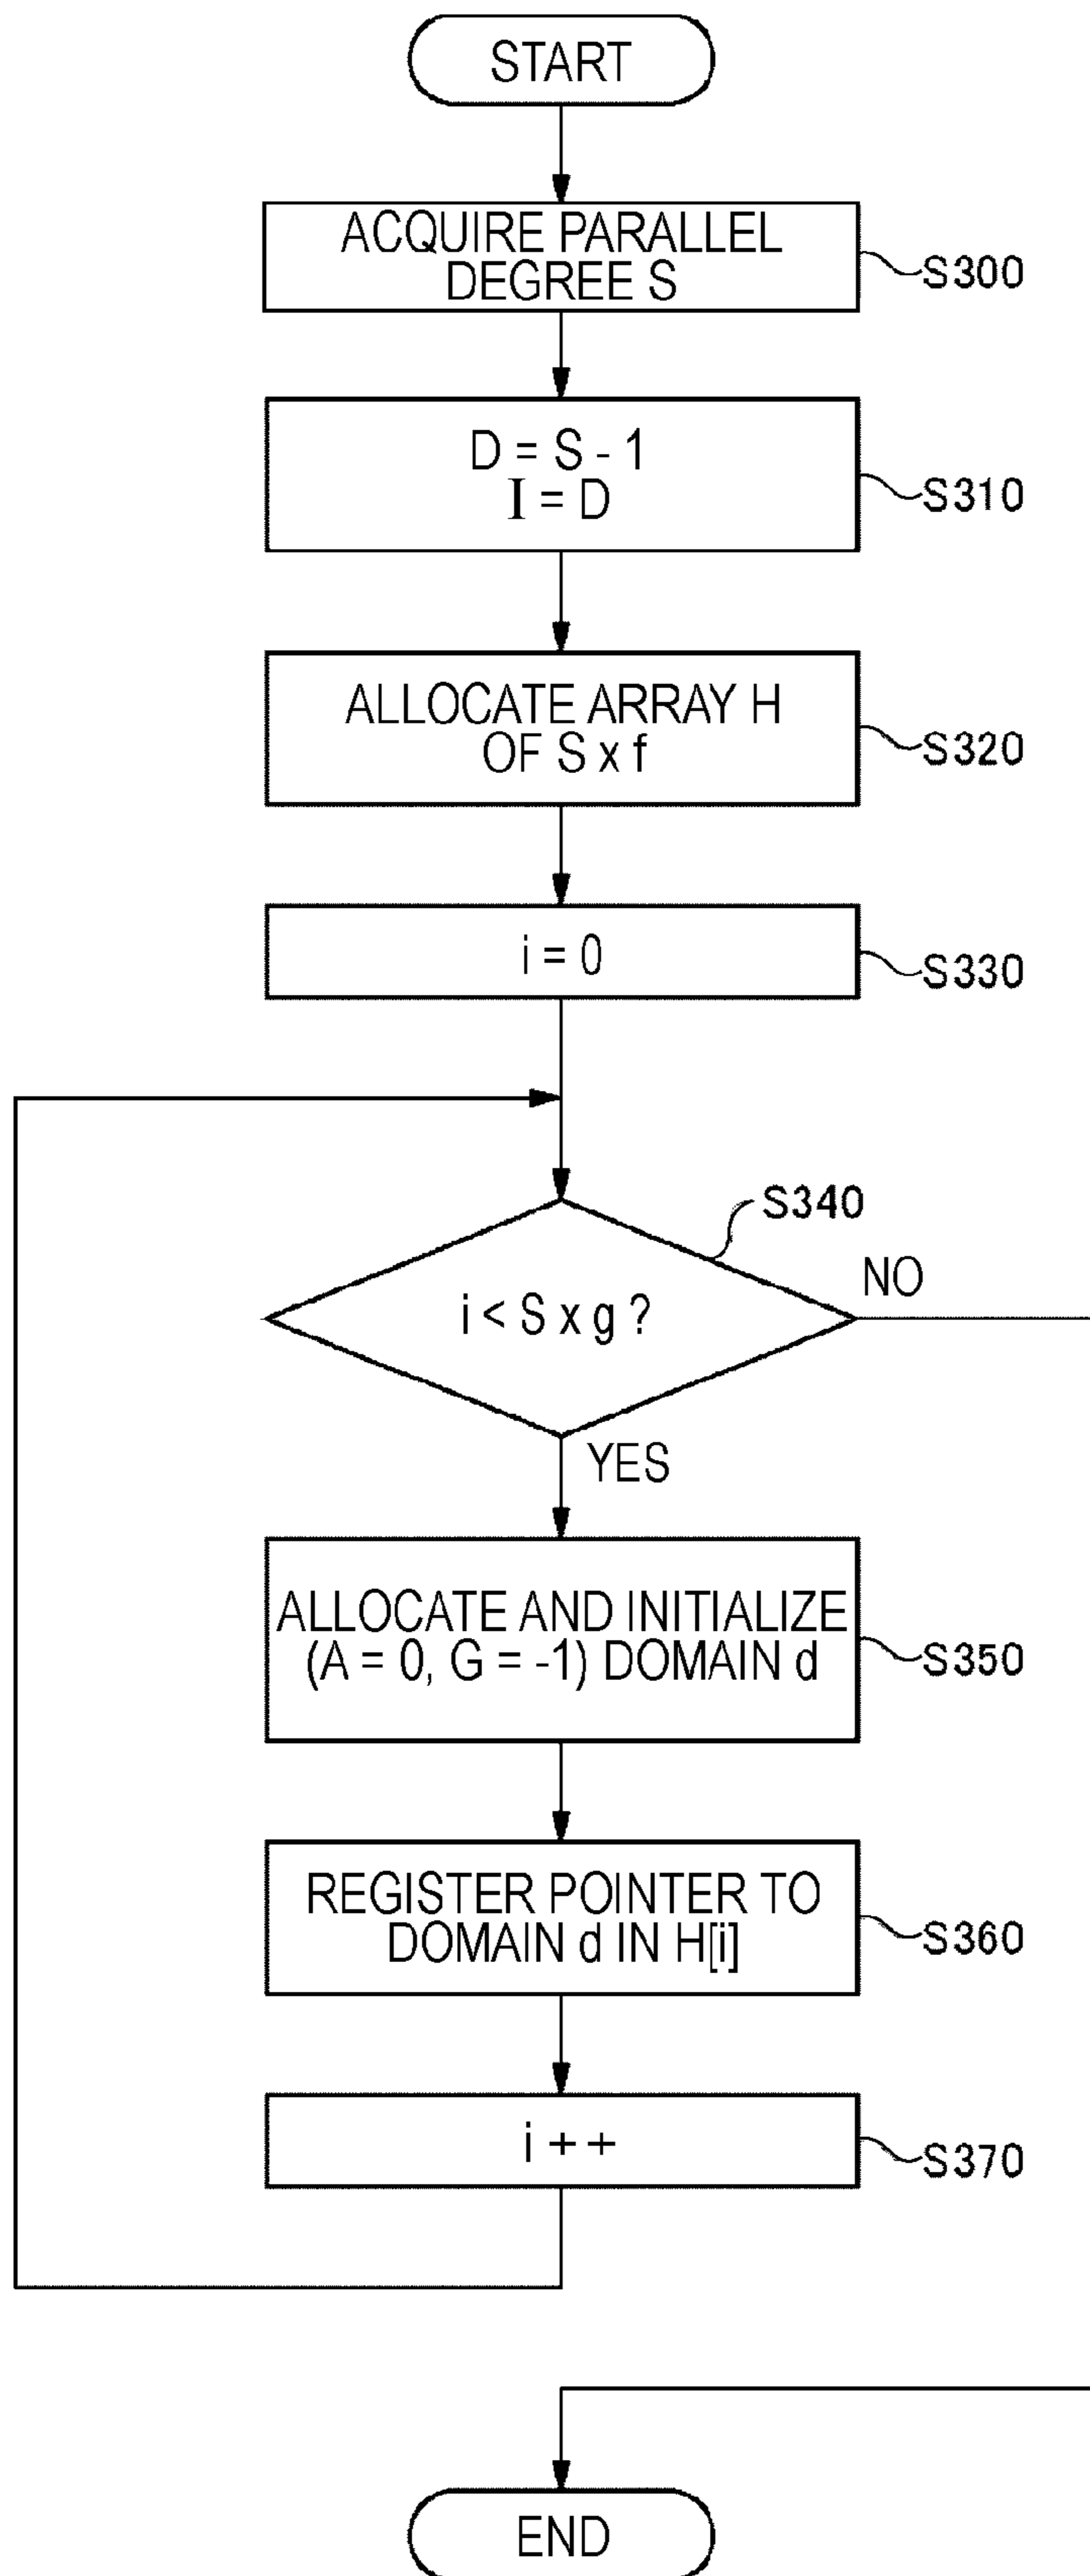 START
ACQUIRE PARALLEL
DEGREE S
S300
D = S - 1
I = D
S310
ALLOCATE ARRAY H
OF S x f
S320
i = 0
S330
S340
i < S x g ?
NO
YES
ALLOCATE AND INITIALIZE
(A = 0, G = -1) DOMAIN d
S350
REGISTER POINTER TO
DOMAIN d IN H[i]
S360
i + +
S370
END